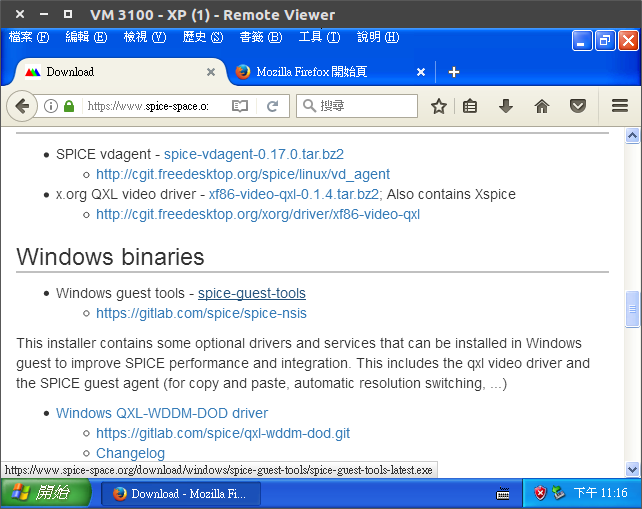 VM 3100 - XP (1) - Remote Viewer
檔案 (F) 編輯 (E) 檢視 (V) 歷史 (S) 書籤 (B) 工具 (T) 說明 (H)
Download Mozilla Firefox 開始頁
https://www.spice-space.o: 搜尋
SPICE vdagent - spice-vdagent-0.17.0.tar.bz2
http://cgit.freedesktop.org/spice/linux/vd_agent
x.org QXL video driver - xf86-video-qxl-0.1.4.tar.bz2; Also contains Xspice
http://cgit.freedesktop.org/xorg/driver/xf86-video-qxl
Windows binaries
Windows guest tools - spice-guest-tools
https://gitlab.com/spice/spice-nsis
This installer contains some optional drivers and services that can be installed in Windows
guest to improve SPICE performance and integration. This includes the qxl video driver and
the SPICE guest agent (for copy and paste, automatic resolution switching, ...)
Windows QXL-WDDM-DOD driver
https://gitlab.com/spice/qxl-wddm-dod.git
Changelog
https://www.spice-space.org/download/windows/spice-guest-tools/spice-guest-tools-latest.exe
開始 Download - Mozilla Fi... 下午 11:16